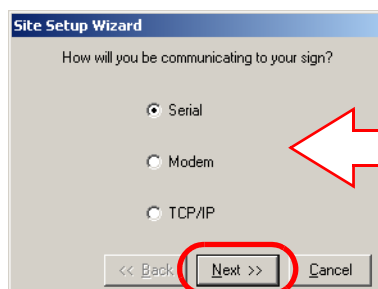 Site Setup Wizard
How will you be communicating to your sign?
Serial
Modem
TCP/IP
<< Back Next >> Cancel